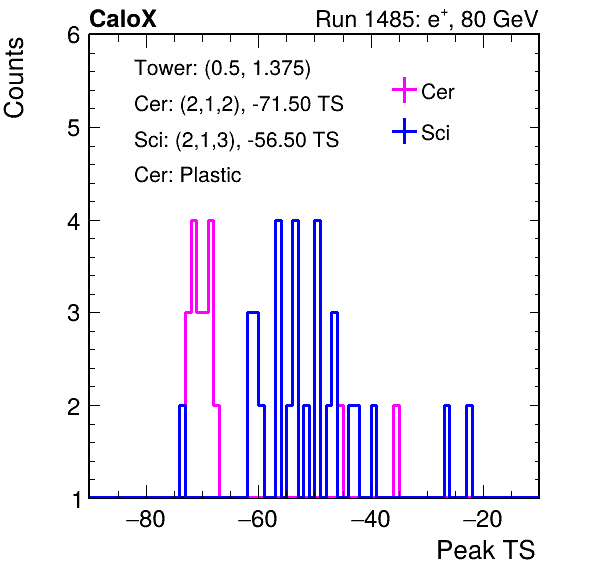 CaloX Run 1485: e⁺, 80 GeV
Counts
6
5
4
3
2
1
Tower: (0.5, 1.375)
Cer: (2,1,2), -71.50 TS
Sci: (2,1,3), -56.50 TS
Cer: Plastic
Cer
Sci
−80 −60 −40 −20
Peak TS